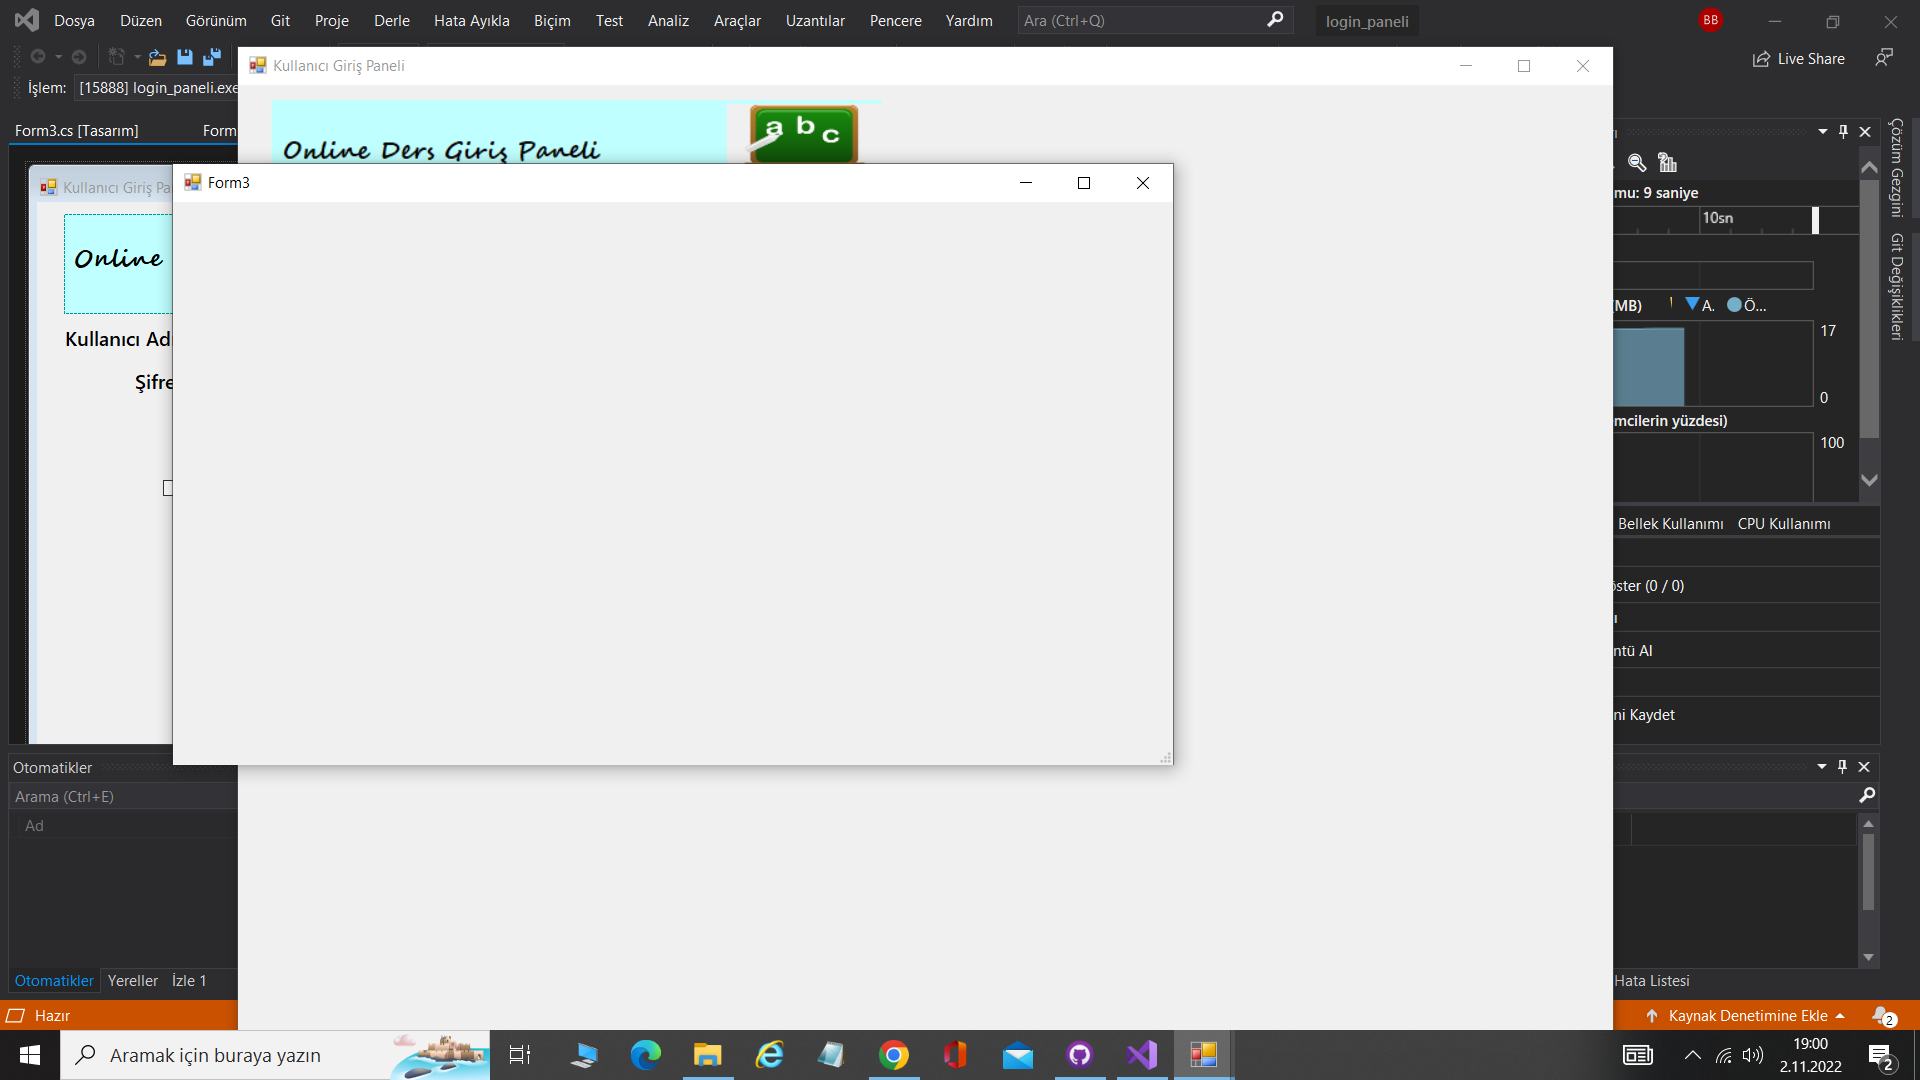 Dosya Düzen Görünüm Git Proje Derle Hata Ayıkla Biçim Test Analiz Araçlar Uzantılar Pencere Yardım Ara (Ctrl+Q) login_paneli BB
Live Share
İşlem: [15888] login_paneli.exe
Kullanıcı Giriş Paneli
Form3.cs [Tasarım] Form
Online Ders Giriş Paneli
a b c
Form3
Kullanıcı Giriş Pa
Online
Kullanıcı Ad
Şifre
Çözüm Gezgini
Git Değişiklikleri
mu: 9 saniye
10sn
(MB) A. Ö...
17
0
mcilerin yüzdesi)
100
Bellek Kullanımı CPU Kullanımı
öster (0 / 0)
ntü Al
ni Kaydet
Otomatikler
Arama (Ctrl+E)
Ad
Otomatikler Yereller İzle 1
Hata Listesi
Hazır
Kaynak Denetimine Ekle 2
Aramak için buraya yazın
19:00
2.11.2022
2